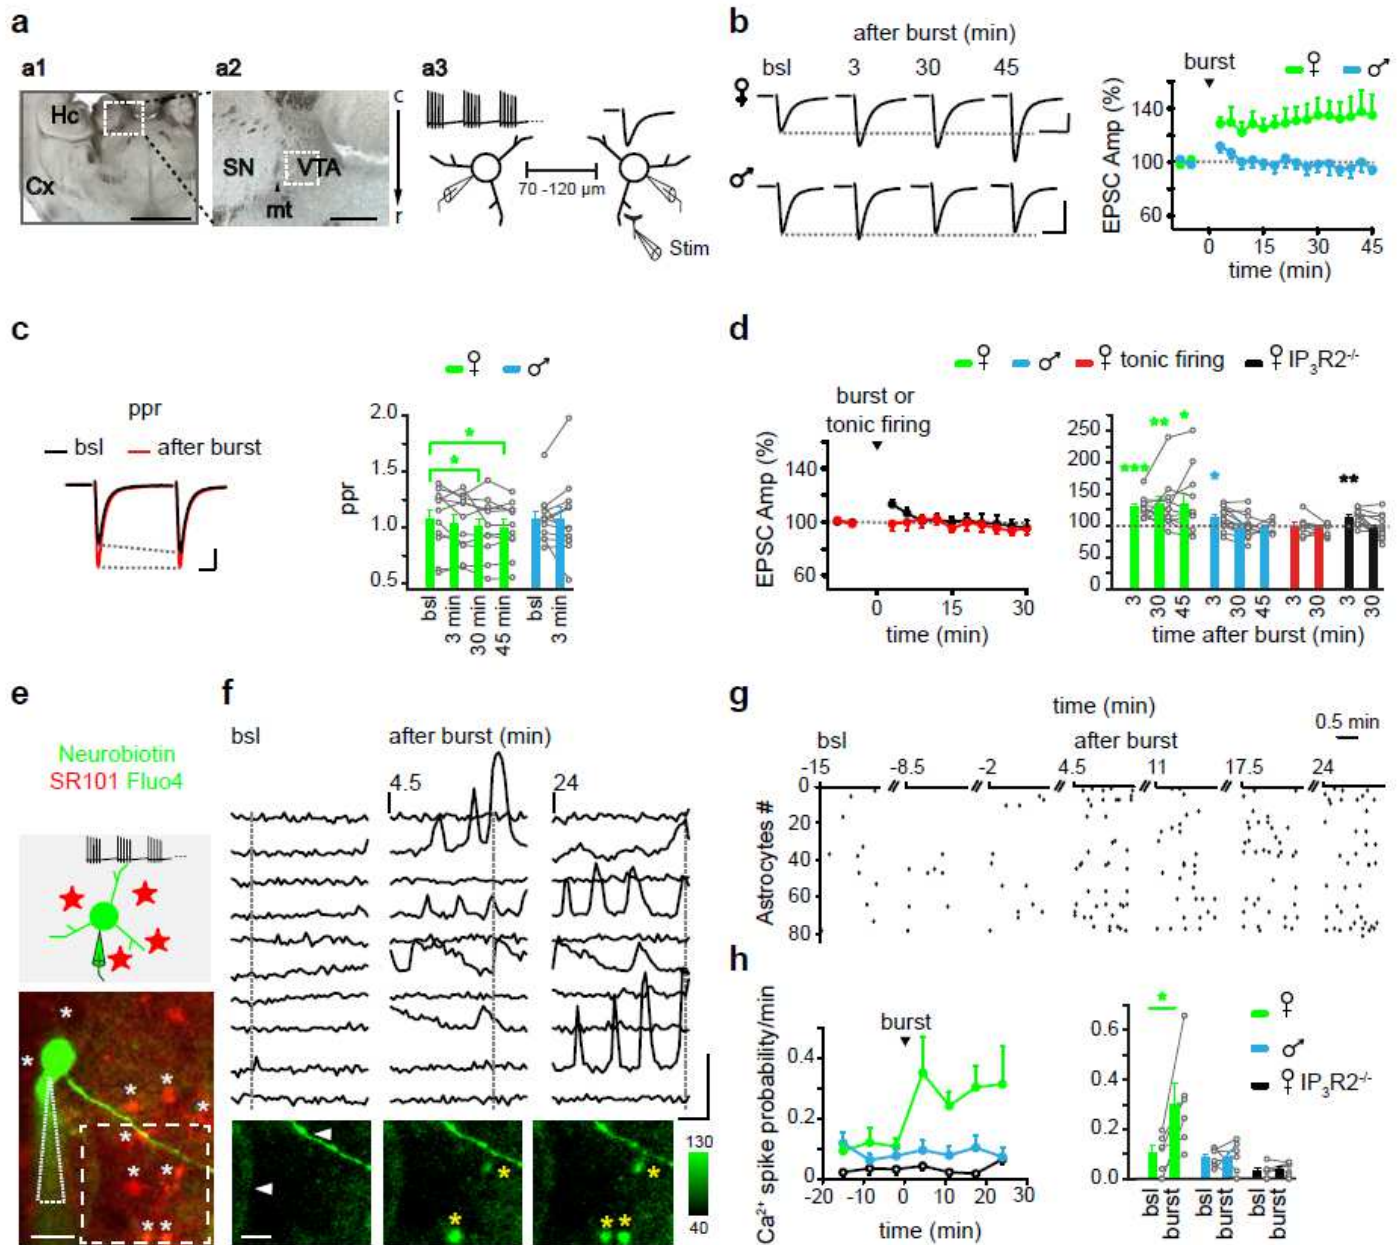 a
a1
a2
a3
Hc
Cx
SN
VTA
mt
c
r
70 -120 µm
Stim
b
after burst (min)
bsl
3
30
45
♀
♂
burst
♀
♂
EPSC Amp (%)
140
100
60
0
15
30
45
time (min)
c
ppr
bsl
after burst
♀
♂
ppr
2.0
1.5
1.0
0.5
*
*
bsl
3 min
30 min
45 min
bsl
3 min
d
♀
♂
♀ tonic firing
♀ IP₃R2⁻/⁻
burst or
tonic firing
EPSC Amp (%)
140
100
60
0
15
30
time (min)
250
200
150
100
50
0
***
**
*
*
**
3
30
45
3
30
45
3
30
3
30
time after burst (min)
e
Neurobiotin
SR101 Fluo4
f
bsl
after burst (min)
4.5
24
130
40
g
time (min)
0.5 min
bsl
after burst
-15
-8.5
-2
4.5
11
17.5
24
Astrocytes #
0
20
40
60
80
h
Ca²⁺ spike probability/min
burst
0.4
0.2
0
-20
-10
0
10
20
30
time (min)
0.6
0.4
0.2
0.0
*
♀
♂
♀ IP₃R2⁻/⁻
bsl
burst
bsl
burst
bsl
burst